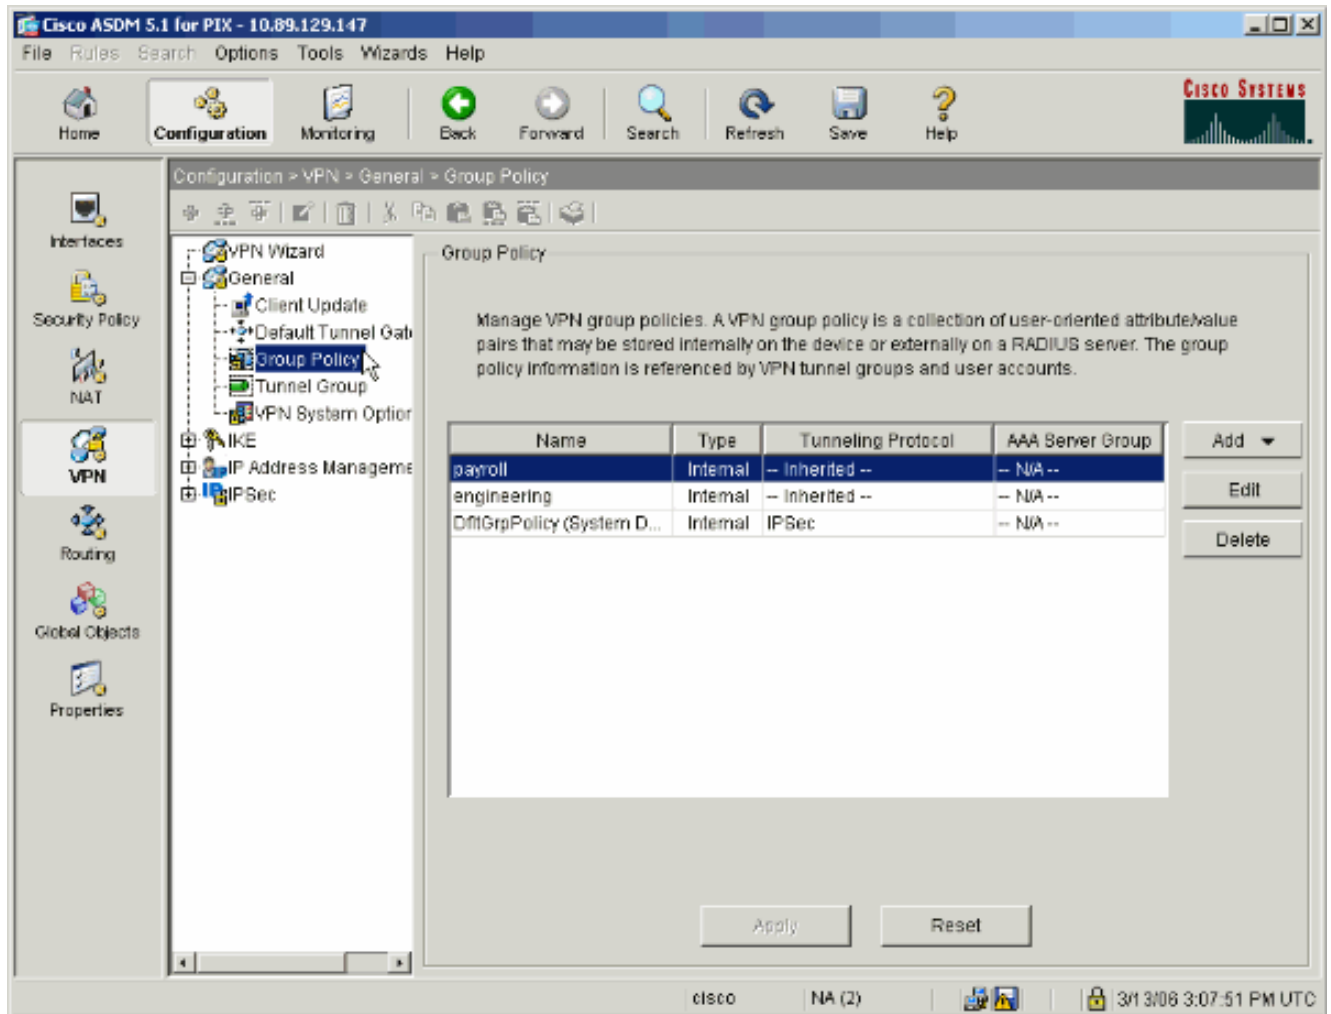 Cisco ASDM 5.1 for PIX - 10.89.129.147
File Rules Search Options Tools Wizards Help
Home Configuration Monitoring Back Forward Search Refresh Save Help
CISCO SYSTEMS
Configuration > VPN > General > Group Policy
Interfaces
Security Policy
NAT
VPN
Routing
Global Objects
Properties
VPN Wizard
General
Client Update
Default Tunnel Gat
Group Policy
Tunnel Group
VPN System Option
IKE
IP Address Manageme
IPSec
Group Policy
Manage VPN group policies. A VPN group policy is a collection of user-oriented attribute/value
pairs that may be stored internally on the device or externally on a RADIUS server. The group
policy information is referenced by VPN tunnel groups and user accounts.
Name Type Tunneling Protocol AAA Server Group
payroll Internal -- Inherited -- -- N/A --
engineering Internal -- Inherited -- -- N/A --
DfltGrpPolicy (System D... Internal IPSec -- N/A --
Add
Edit
Delete
Apply Reset
cisco NA (2) 3/13/06 3:07:51 PM UTC